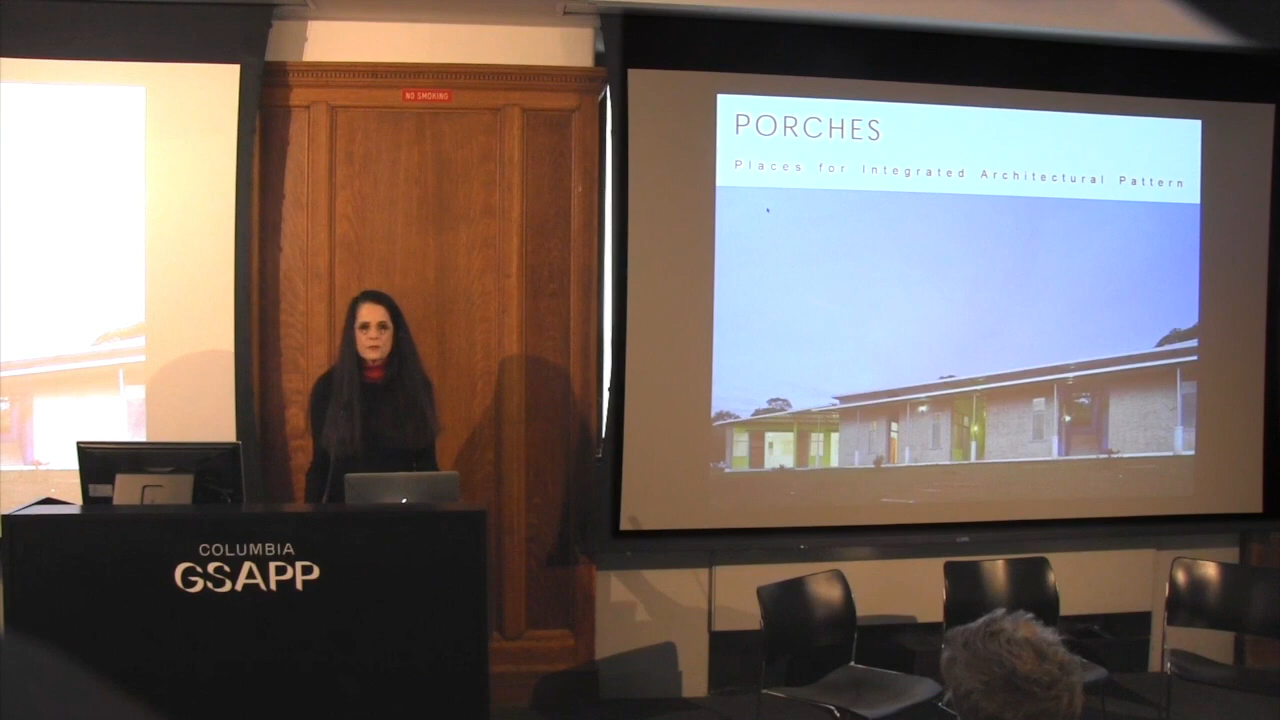 NO SMOKING
PORCHES
Places for Integrated Architectural Pattern
COLUMBIA
GSAPP